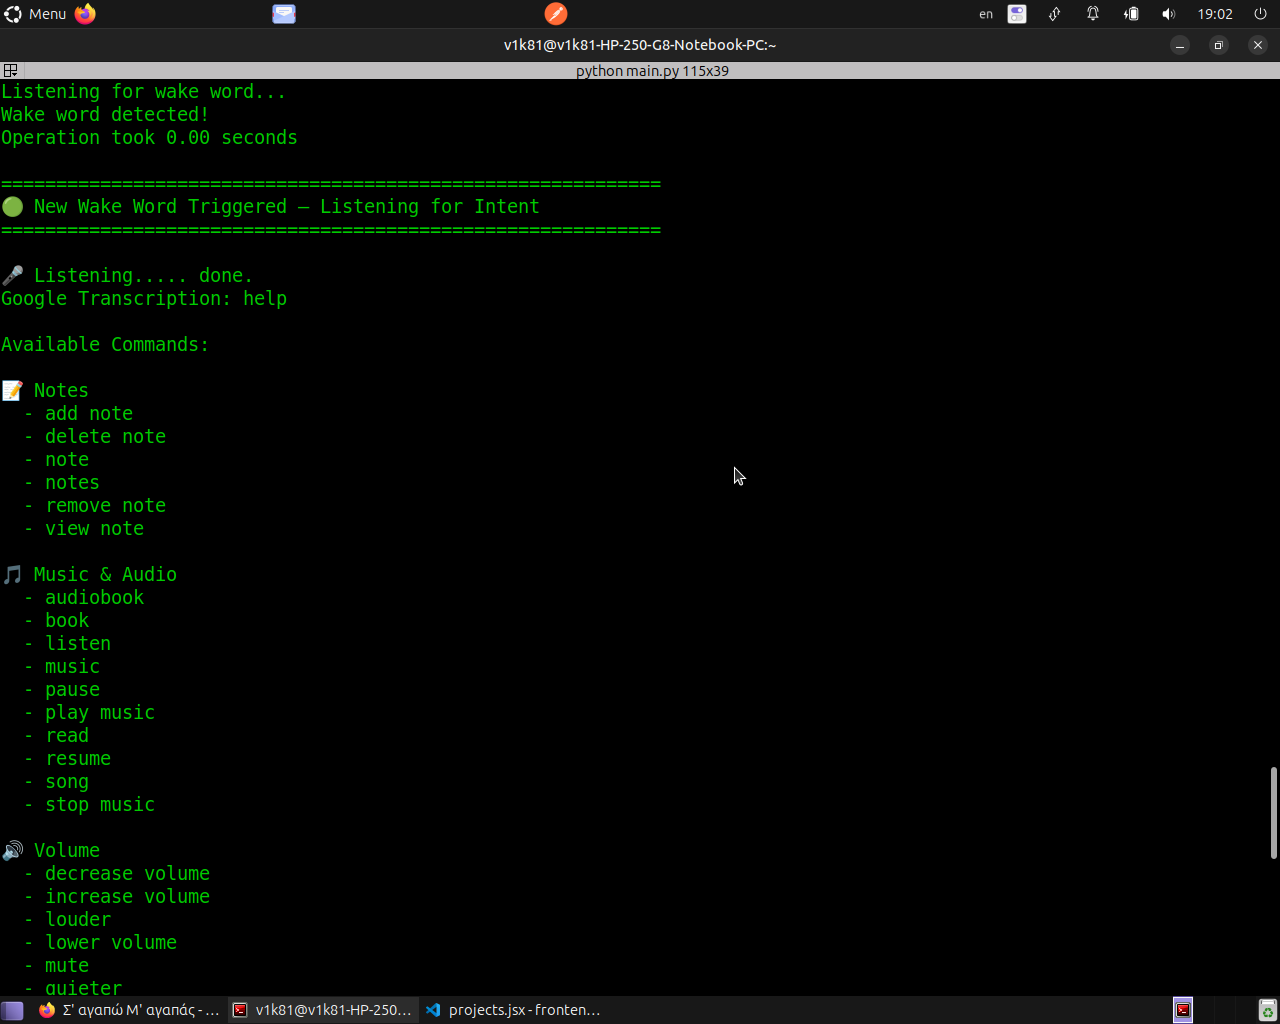 Menu
en
19:02
v1k81@v1k81-HP-250-G8-Notebook-PC:~
python main.py 115x39
Listening for wake word...
Wake word detected!
Operation took 0.00 seconds
============================================================
🟢 New Wake Word Triggered — Listening for Intent
============================================================
🎤 Listening..... done.
Google Transcription: help
Available Commands:
📝 Notes
- add note
- delete note
- note
- notes
- remove note
- view note
🎵 Music & Audio
- audiobook
- book
- listen
- music
- pause
- play music
- read
- resume
- song
- stop music
🔊 Volume
- decrease volume
- increase volume
- louder
- lower volume
- mute
- quieter
Σ' αγαπώ Μ' αγαπάς - ...
v1k81@v1k81-HP-250...
projects.jsx - fronten...